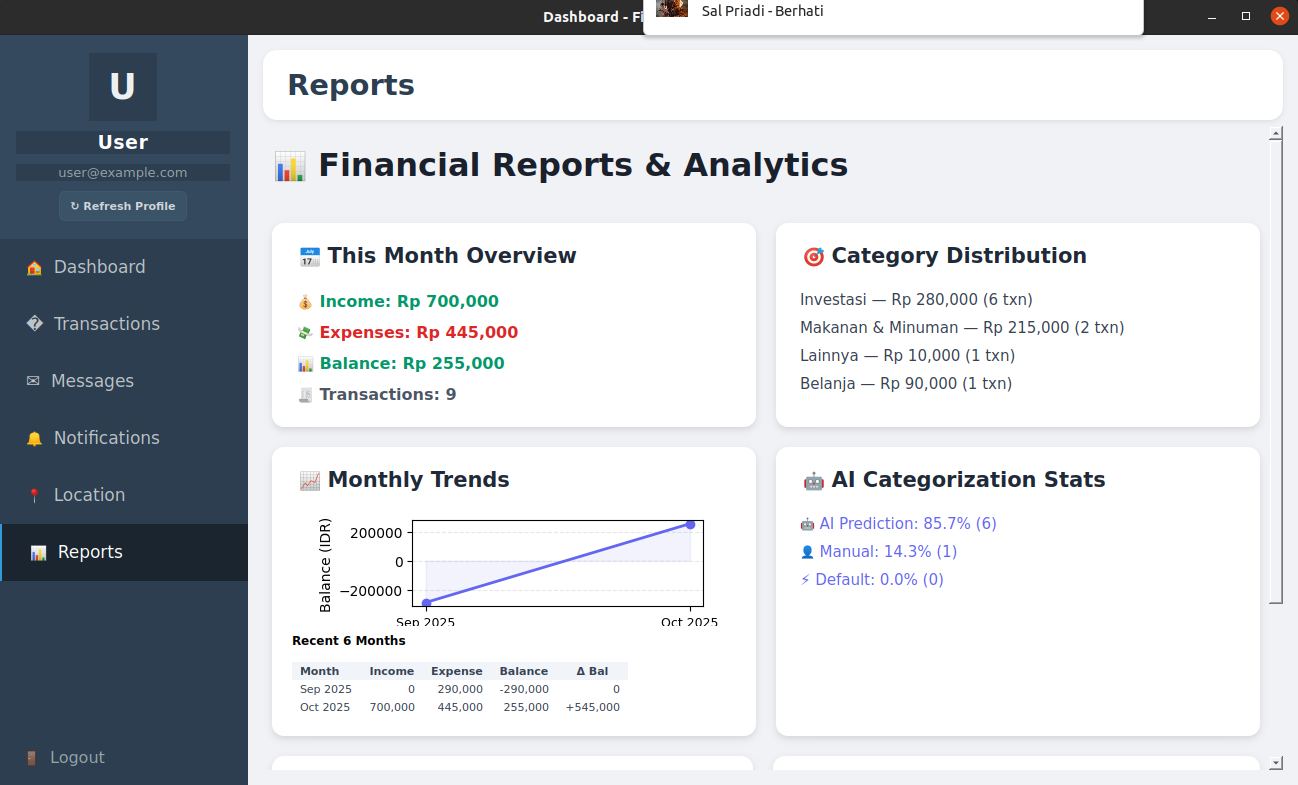 Dashboard - Fi
Sal Priadi - Berhati
U
User
user@example.com
↻ Refresh Profile
🏠 Dashboard
� Transactions
✉ Messages
🔔 Notifications
📍 Location
📊 Reports
🚪 Logout
Reports
📊 Financial Reports & Analytics
📅 This Month Overview
💰 Income: Rp 700,000
💸 Expenses: Rp 445,000
📊 Balance: Rp 255,000
🧾 Transactions: 9
🎯 Category Distribution
Investasi — Rp 280,000 (6 txn)
Makanan & Minuman — Rp 215,000 (2 txn)
Lainnya — Rp 10,000 (1 txn)
Belanja — Rp 90,000 (1 txn)
📈 Monthly Trends
Balance (IDR)
200000
0
−200000
Sep 2025 Oct 2025
Recent 6 Months
Month Income Expense Balance Δ Bal
Sep 2025 0 290,000 -290,000 0
Oct 2025 700,000 445,000 255,000 +545,000
🤖 AI Categorization Stats
🤖 AI Prediction: 85.7% (6)
👤 Manual: 14.3% (1)
⚡ Default: 0.0% (0)